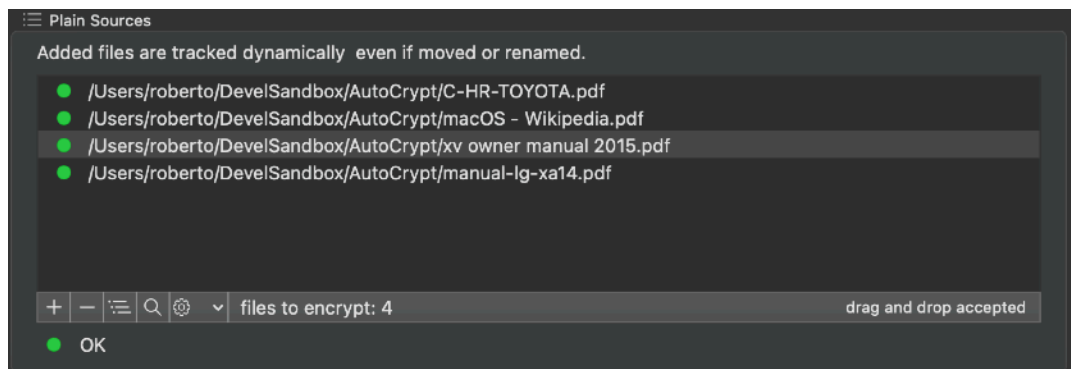 Plain Sources
Added files are tracked dynamically  even if moved or renamed.
/Users/roberto/DevelSandbox/AutoCrypt/C-HR-TOYOTA.pdf
/Users/roberto/DevelSandbox/AutoCrypt/macOS - Wikipedia.pdf
/Users/roberto/DevelSandbox/AutoCrypt/xv owner manual 2015.pdf
/Users/roberto/DevelSandbox/AutoCrypt/manual-lg-xa14.pdf
files to encrypt: 4 drag and drop accepted
OK